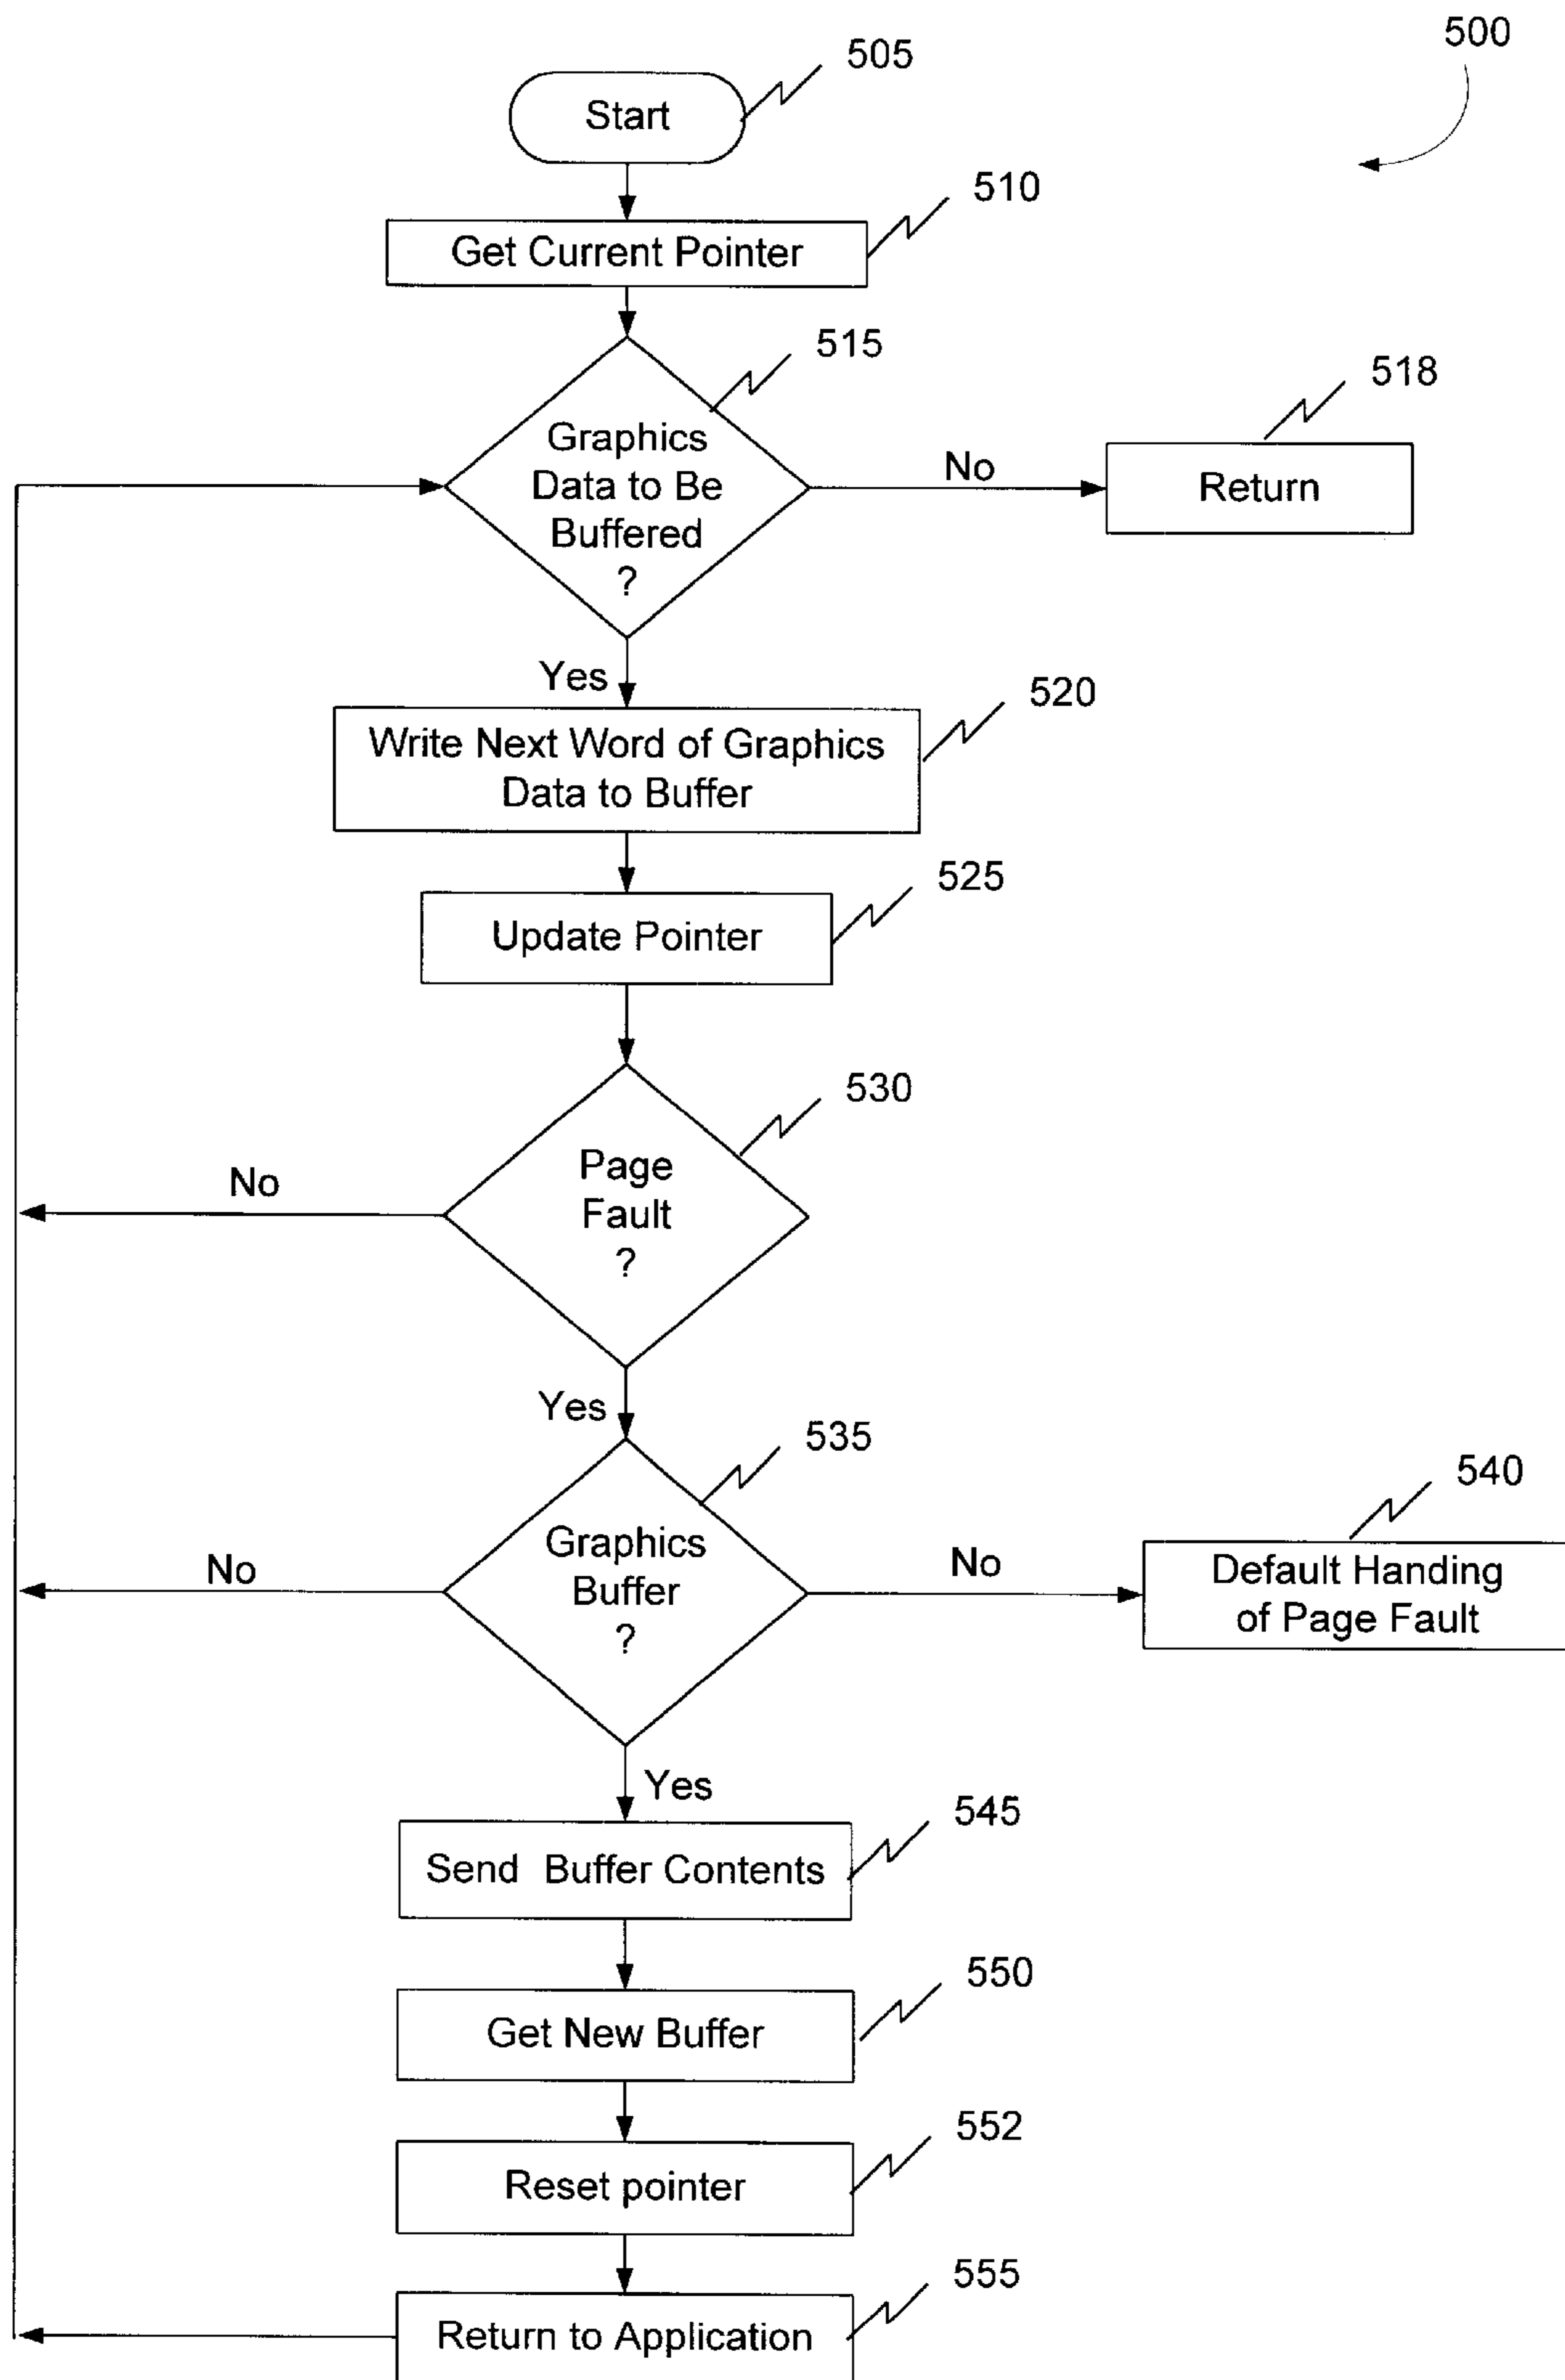 500
505
Start
510
Get Current Pointer
515
518
Graphics
Data to Be
Buffered
?
No
Return
Yes
520
Write Next Word of Graphics
Data to Buffer
525
Update Pointer
530
Page
Fault
?
No
Yes
535
540
Graphics
Buffer
?
No
No
Default Handing
of Page Fault
Yes
545
Send Buffer Contents
550
Get New Buffer
552
Reset pointer
555
Return to Application